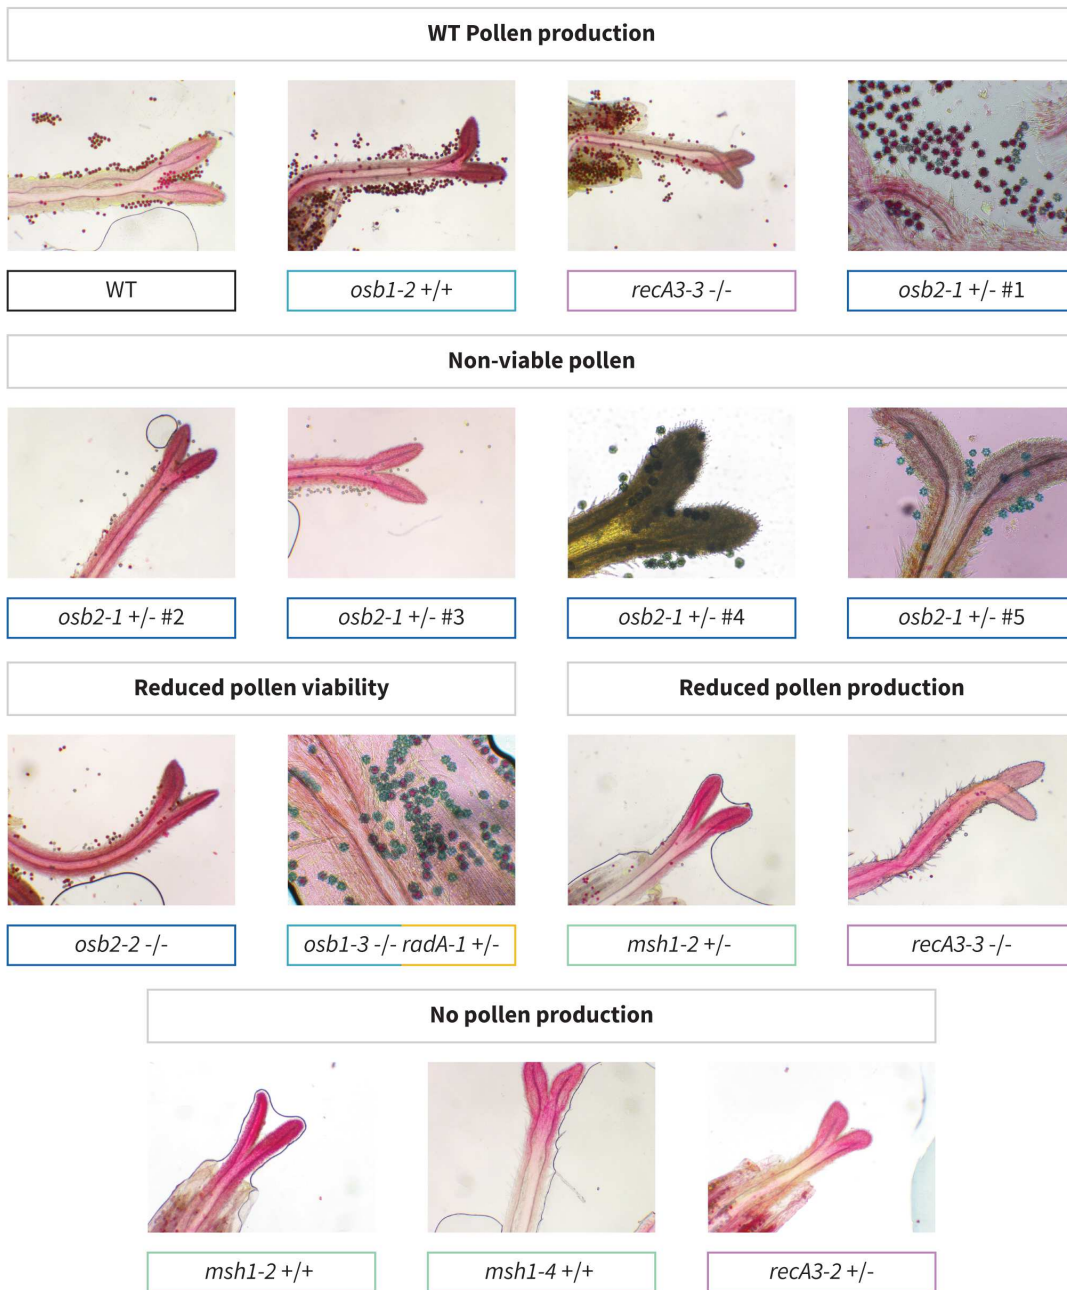 WT Pollen production
WT
osb1-2 +/+
recA3-3 -/-
osb2-1 +/- #1
Non-viable pollen
osb2-1 +/- #2
osb2-1 +/- #3
osb2-1 +/- #4
osb2-1 +/- #5
Reduced pollen viability
Reduced pollen production
osb2-2 -/-
osb1-3 -/- radA-1 +/-
msh1-2 +/-
recA3-3 -/-
No pollen production
msh1-2 +/+
msh1-4 +/+
recA3-2 +/-